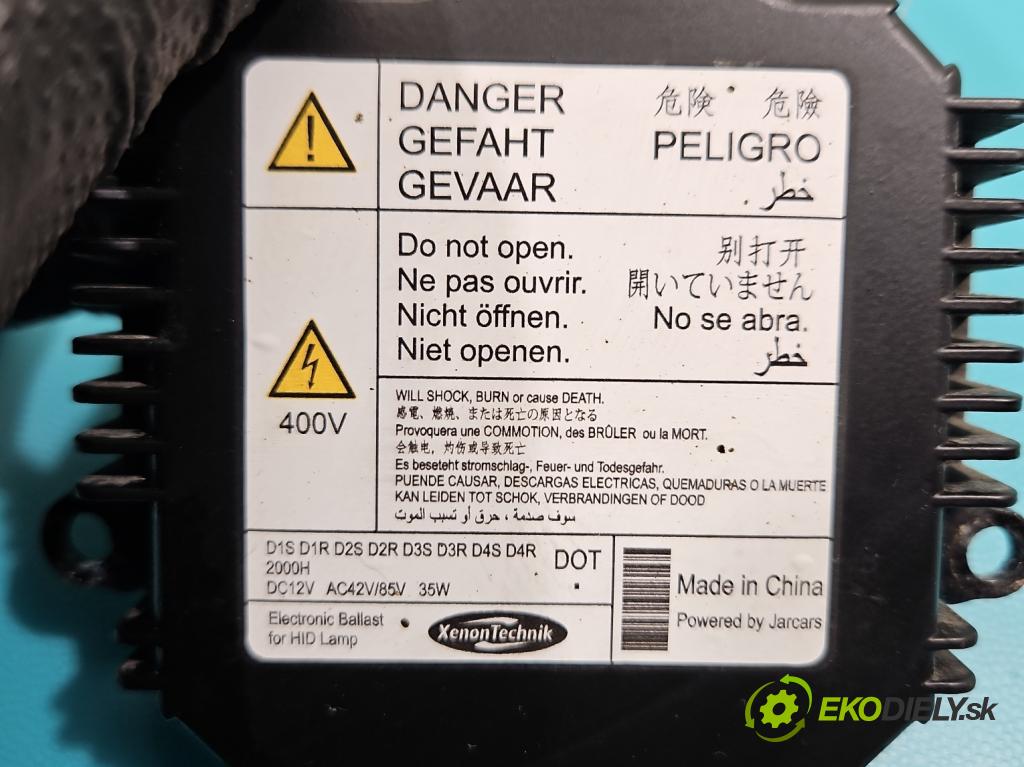 DANGER 危険 危險
GEFAHT PELIGRO
GEVAAR خطر
Do not open. 别打开
Ne pas ouvrir. 開いていません
Nicht öffnen. No se abra.
Niet openen. خطر
400V
WILL SHOCK, BURN or cause DEATH.
感電、燃焼、または死亡の原因となる
Provoquera une COMMOTION, des BRÛLER ou la MORT.
会触电，灼伤或导致死亡
Es beseteht stromschlag-, Feuer- und Todesgefahr.
PUENDE CAUSAR, DESCARGAS ELECTRICAS, QUEMADURAS O LA MUERTE
KAN LEIDEN TOT SCHOK, VERBRANDINGEN OF DOOD
سوف صدمة ، حرق أو تسبب الموت
D1S D1R D2S D2R D3S D3R D4S D4R DOT
2000H
DC12V AC42V/85V 35W
Electronic Ballast
for HID Lamp
XenonTechnik
Made in China
Powered by Jarcars
EKODIELY.sk